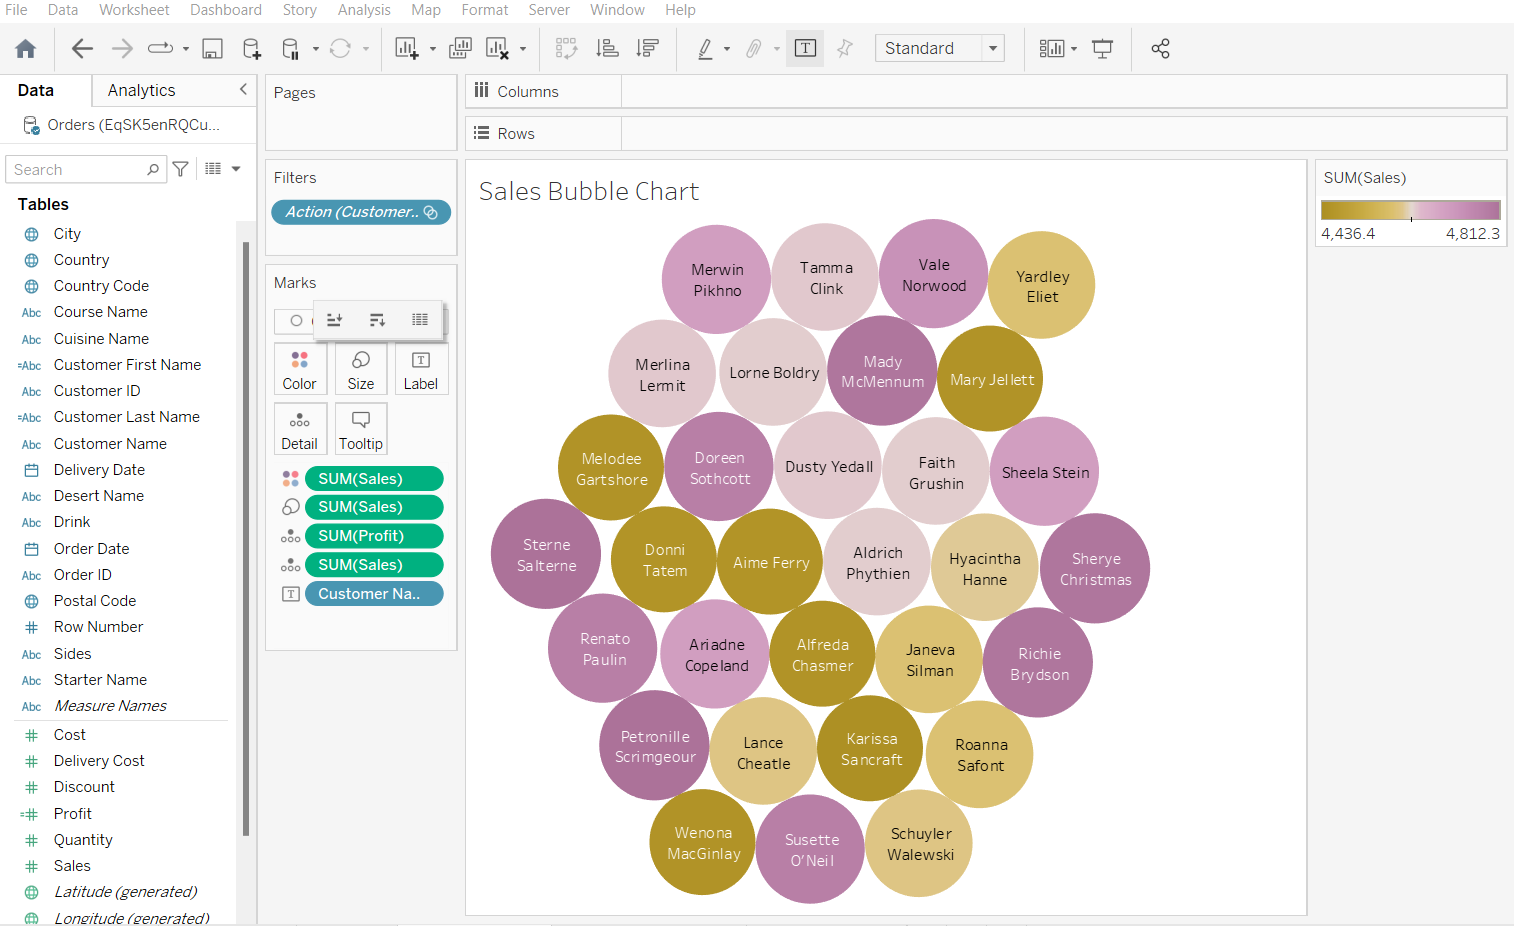 File Data Worksheet Dashboard Story Analysis Map Format Server Window Help
Standard
Data Analytics
Orders (EqSK5enRQCu...
Search
Tables
City
Country
Country Code
Course Name
Cuisine Name
Customer First Name
Customer ID
Customer Last Name
Customer Name
Delivery Date
Desert Name
Drink
Order Date
Order ID
Postal Code
Row Number
Sides
Starter Name
Measure Names
Cost
Delivery Cost
Discount
Profit
Quantity
Sales
Latitude (generated)
Longitude (generated)
Pages
Filters
Action (Customer..
Marks
Color Size Label
Detail Tooltip
SUM(Sales)
SUM(Sales)
SUM(Profit)
SUM(Sales)
Customer Na..
Columns
Rows
Sales Bubble Chart
Merwin
Pikhno
Tamma
Clink
Vale
Norwood
Yardley
Eliet
Merlina
Lermit
Lorne Boldry
Mady
McMennum
Mary Jellett
Melodee
Gartshore
Doreen
Sothcott
Dusty Yedall
Faith
Grushin
Sheela Stein
Sterne
Salterne
Donni
Tatem
Aime Ferry
Aldrich
Phythien
Hyacintha
Hanne
Sherye
Christmas
Renato
Paulin
Ariadne
Copeland
Alfreda
Chasmer
Janeva
Silman
Richie
Brydson
Petronille
Scrimgeour
Lance
Cheatle
Karissa
Sancraft
Roanna
Safont
Wenona
MacGinlay
Susette
O'Neil
Schuyler
Walewski
SUM(Sales)
4,436.4 4,812.3